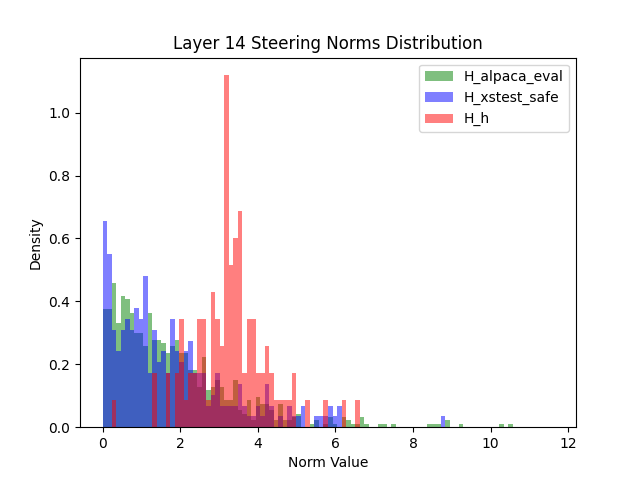 Layer 14 Steering Norms Distribution
H_alpaca_eval
H_xstest_safe
H_h
Density
1.0
0.8
0.6
0.4
0.2
0.0
0 2 4 6 8 10 12
Norm Value